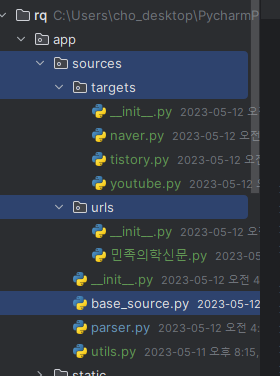 rq C:\Users\cho_desktop\PycharmP
app
sources
targets
__init__.py 2023-05-12 오전
naver.py 2023-05-12 오전
tistory.py 2023-05-12 오전
youtube.py 2023-05-12
urls
__init__.py 2023-05-12 오전
민족의학신문.py 2023-05
__init__.py 2023-05-12 오전 4
base_source.py 2023-05-12
parser.py 2023-05-12 오전 4:
utils.py 2023-05-11 오후 8:15,
static